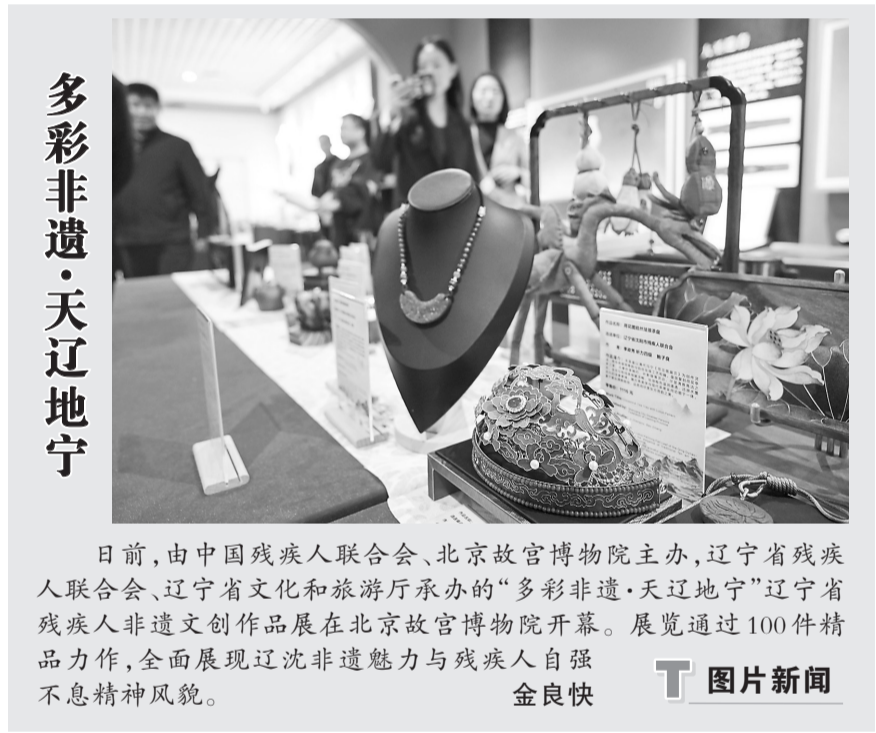 多彩非遗·天辽地宁
日前，由中国残疾人联合会、北京故宫博物院主办，辽宁省残疾
人联合会、辽宁省文化和旅游厅承办的“多彩非遗·天辽地宁”辽宁省
残疾人非遗文创作品展在北京故宫博物院开幕。展览通过100件精
品力作，全面展现辽沈非遗魅力与残疾人自强
不息精神风貌。
金良快
T 图片新闻